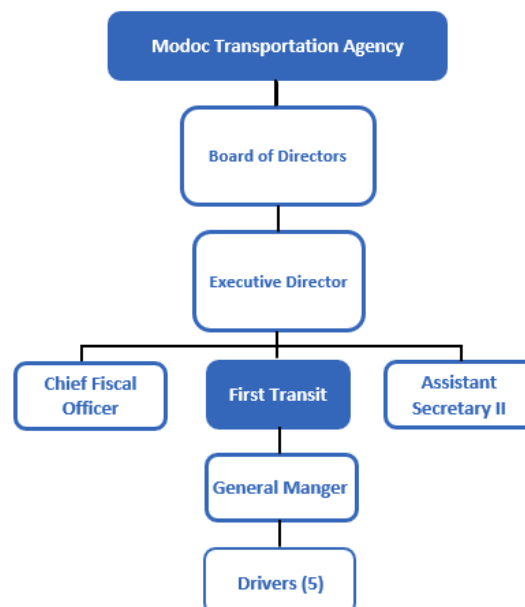 Modoc Transportation Agency
Board of Directors
Executive Director
Chief Fiscal
Officer
First Transit
Assistant
Secretary II
General Manger
Drivers (5)